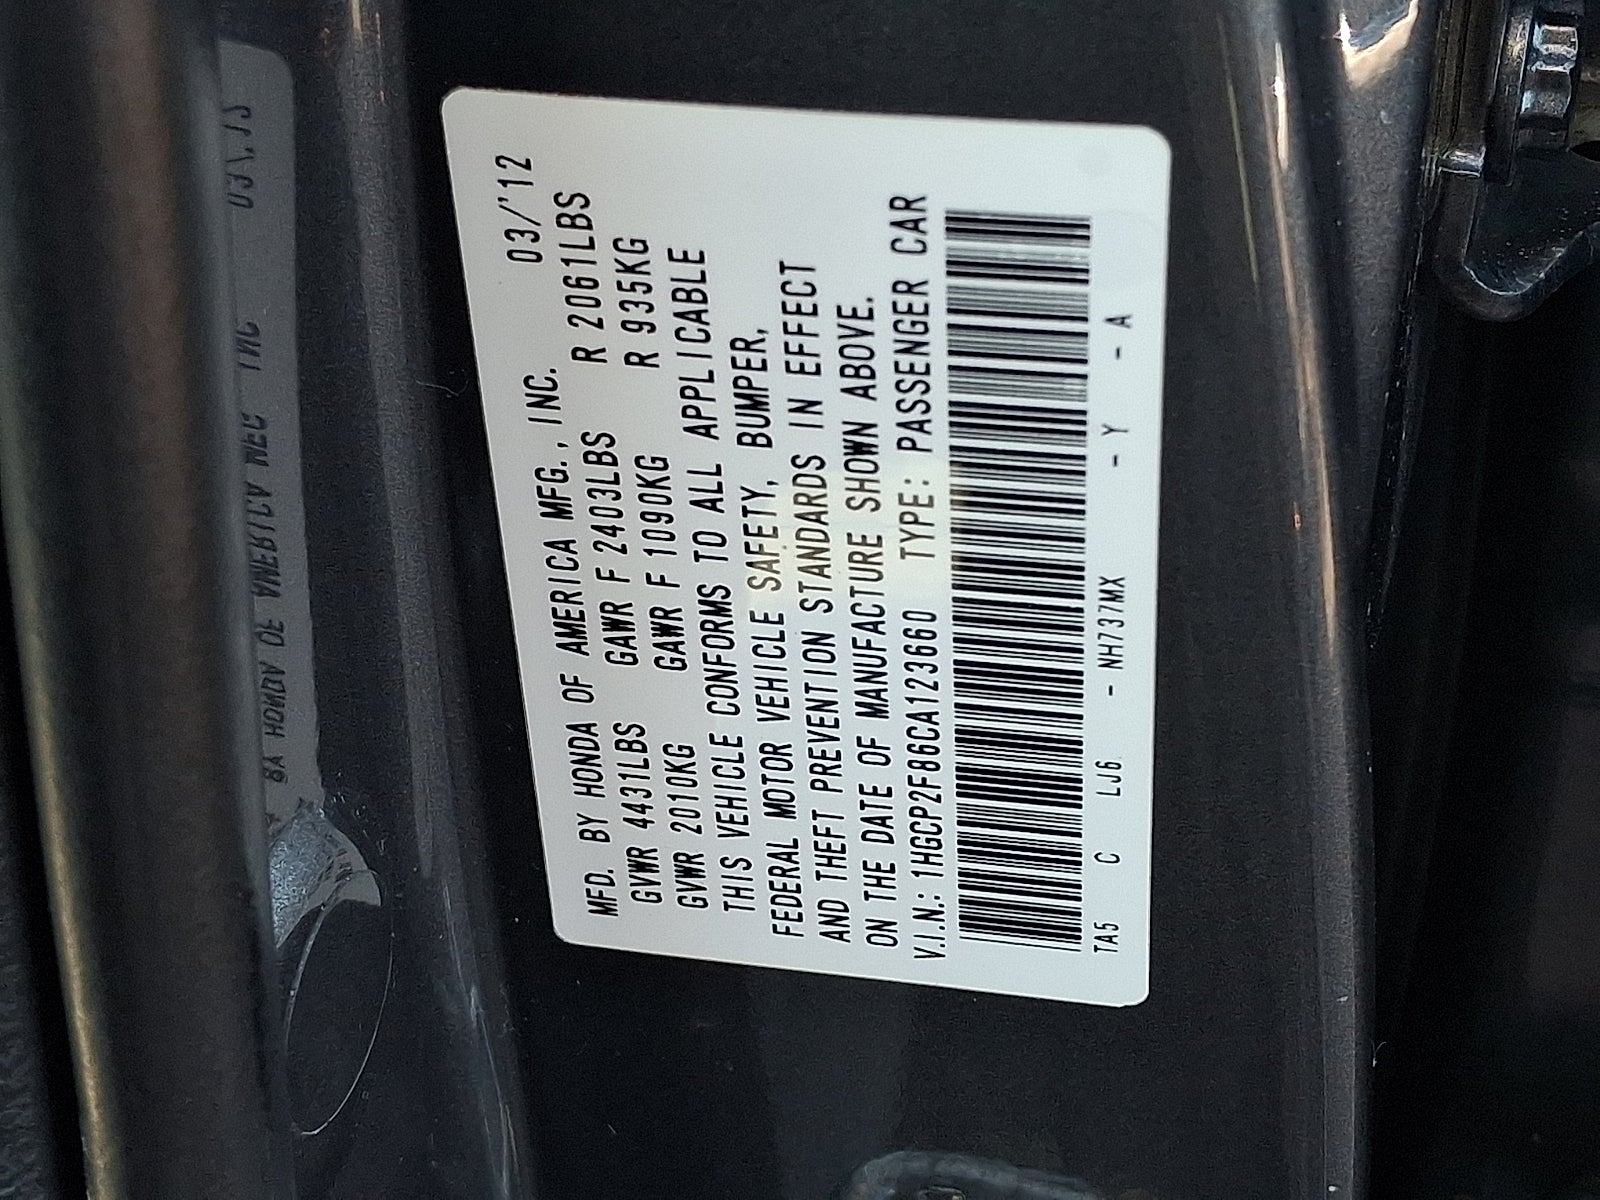 MFD. BY HONDA OF AMERICA MFG., INC. 03/'12
GVWR 4431LBS GAWR F 2403LBS R 2061LBS
GVWR 2010KG GAWR F 1090KG R 935KG
THIS VEHICLE CONFORMS TO ALL APPLICABLE
FEDERAL MOTOR VEHICLE SAFETY, BUMPER,
AND THEFT PREVENTION STANDARDS IN EFFECT
ON THE DATE OF MANUFACTURE SHOWN ABOVE.
V.I.N.: 1HGCP2F86CA123660 TYPE: PASSENGER CAR
TA5 C LJ6 - NH737MX - Y - A